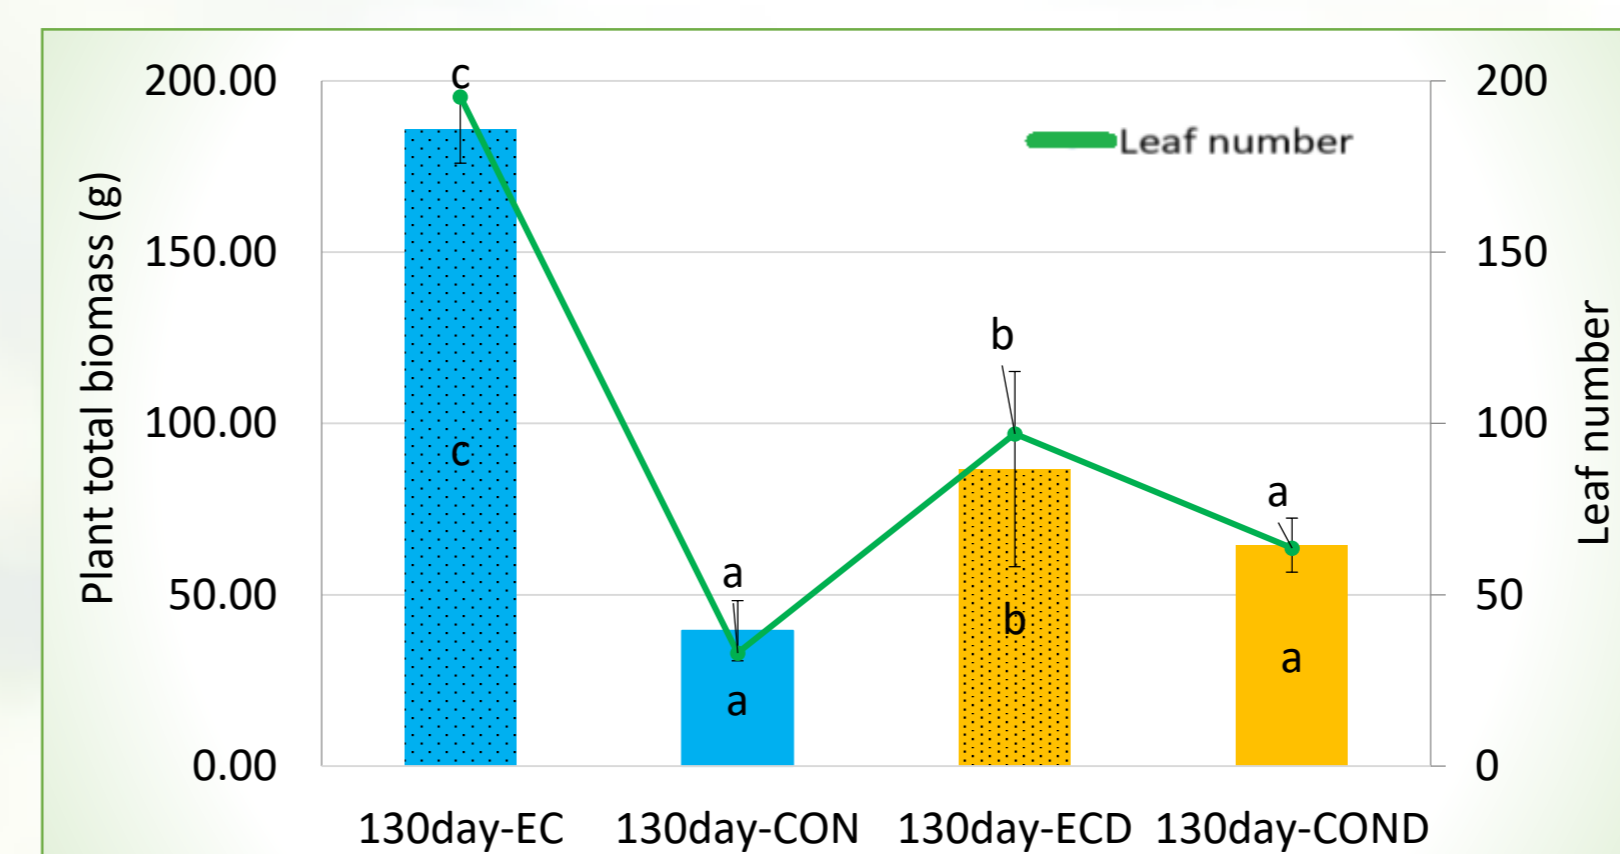 Plant total biomass (g)
200.00
150.00
100.00
50.00
0.00
c
c
a
a
b
b
a
a
Leaf number
200
150
100
50
0
Leaf number
130day-EC 130day-CON 130day-ECD 130day-COND